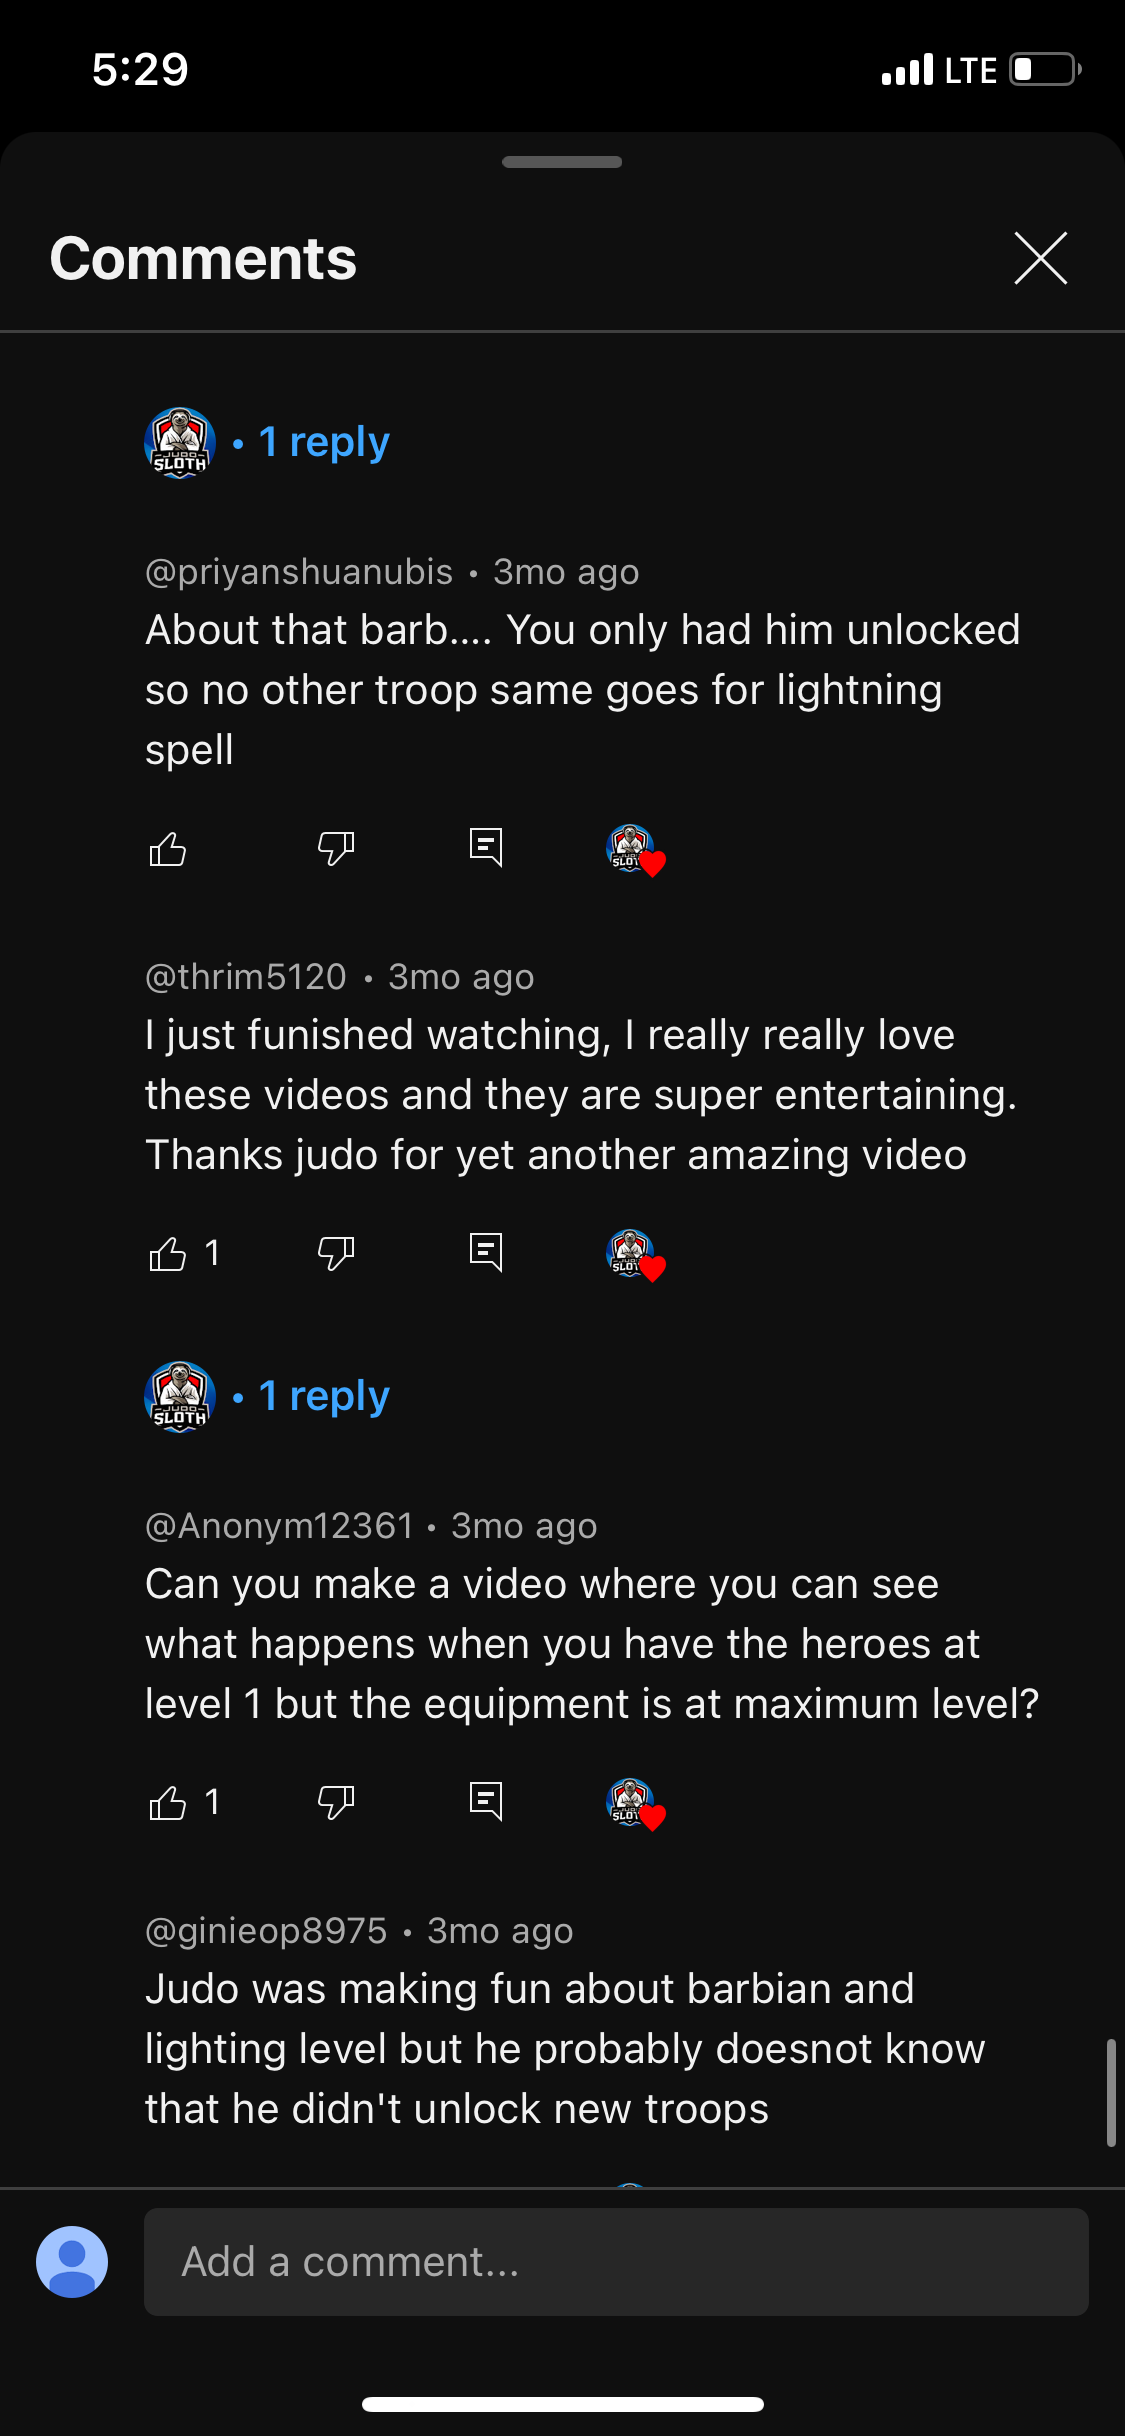 5:29
LTE
Comments
JUDO
SLOTH
• 1 reply
@priyanshuanubis • 3mo ago
About that barb.... You only had him unlocked
so no other troop same goes for lightning
spell
@thrim5120 • 3mo ago
I just funished watching, I really really love
these videos and they are super entertaining.
Thanks judo for yet another amazing video
1
JUDO
SLOTH
• 1 reply
@Anonym12361 • 3mo ago
Can you make a video where you can see
what happens when you have the heroes at
level 1 but the equipment is at maximum level?
1
@ginieop8975 • 3mo ago
Judo was making fun about barbian and
lighting level but he probably doesnot know
that he didn't unlock new troops
Add a comment...